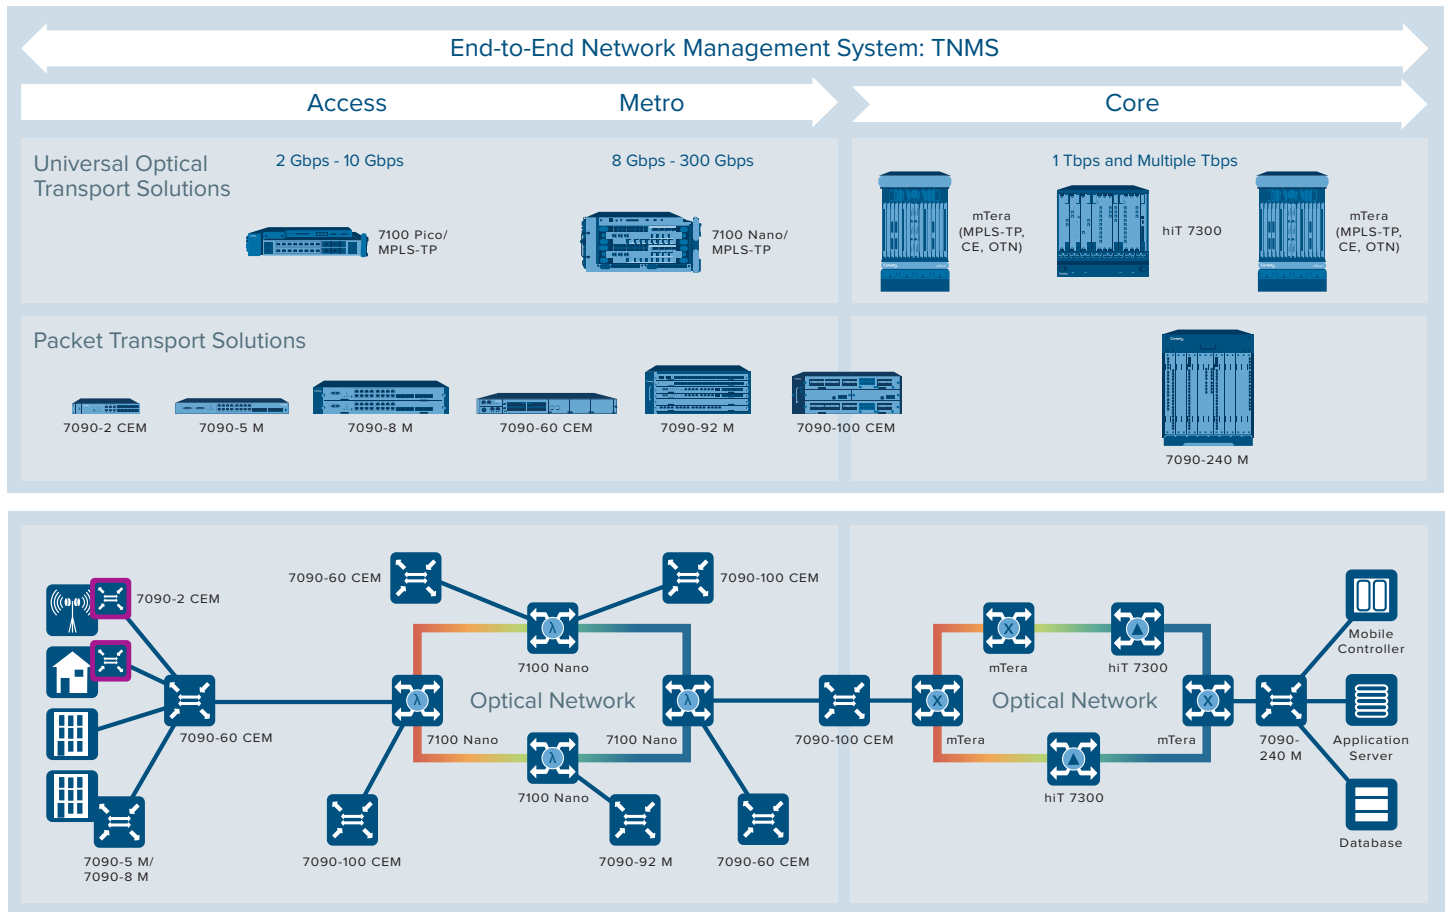 End-to-End Network Management System: TNMS
Access
Metro
Core
Universal Optical
Transport Solutions
2 Gbps - 10 Gbps
8 Gbps - 300 Gbps
1 Tbps and Multiple Tbps
7100 Pico/
MPLS-TP
7100 Nano/
MPLS-TP
mTera
(MPLS-TP,
CE, OTN)
hiT 7300
mTera
(MPLS-TP,
CE, OTN)
Packet Transport Solutions
7090-2 CEM
7090-5 M
7090-8 M
7090-60 CEM
7090-92 M
7090-100 CEM
7090-240 M
7090-60 CEM
7090-100 CEM
7090-2 CEM
λ
7100 Nano
X
mTera
hiT 7300
Mobile
Controller
7090-60 CEM
λ
7100 Nano
Optical Network
λ
7100 Nano
7090-100 CEM
X
mTera
Optical Network
X
mTera
7090-
240 M
Application
Server
λ
7100 Nano
hiT 7300
7090-5 M/
7090-8 M
7090-100 CEM
7090-92 M
7090-60 CEM
Database